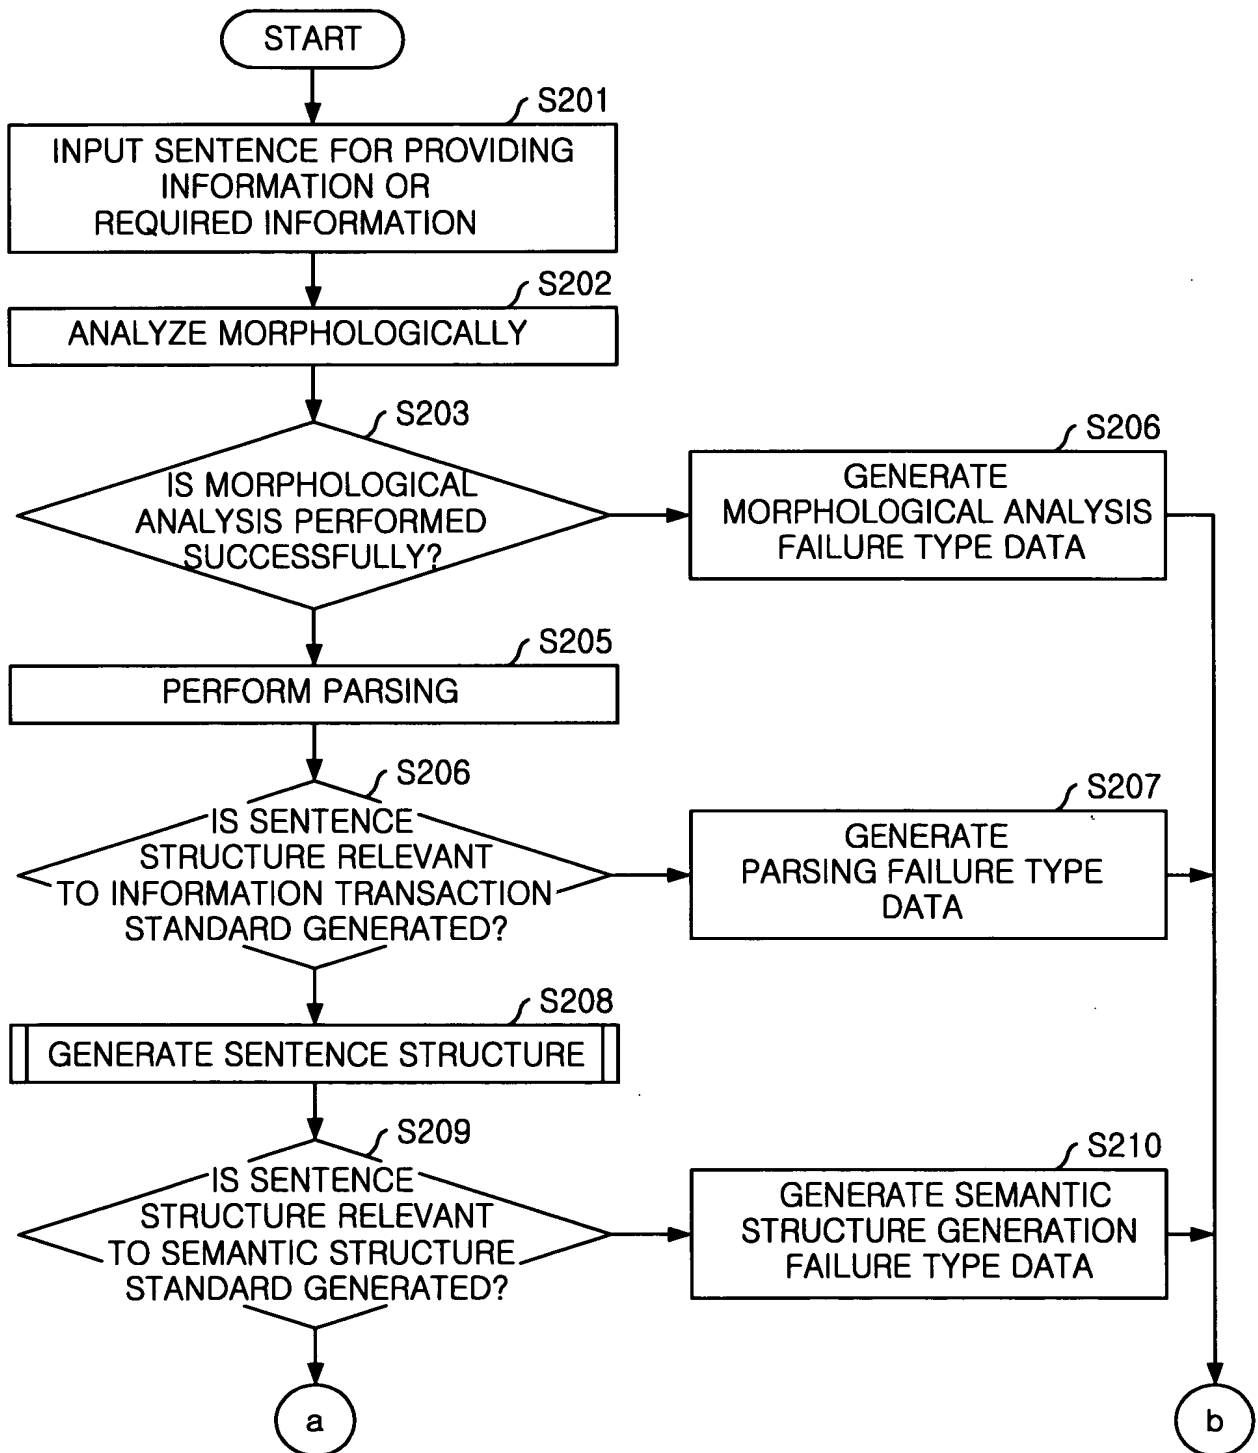 START
S201
INPUT SENTENCE FOR PROVIDING
INFORMATION OR
REQUIRED INFORMATION
S202
ANALYZE MORPHOLOGICALLY
S203
IS MORPHOLOGICAL
ANALYSIS PERFORMED
SUCCESSFULLY?
S206
GENERATE
MORPHOLOGICAL ANALYSIS
FAILURE TYPE DATA
S205
PERFORM PARSING
S206
IS SENTENCE
STRUCTURE RELEVANT
TO INFORMATION TRANSACTION
STANDARD GENERATED?
S207
GENERATE
PARSING FAILURE TYPE
DATA
S208
GENERATE SENTENCE STRUCTURE
S209
IS SENTENCE
STRUCTURE RELEVANT
TO SEMANTIC STRUCTURE
STANDARD GENERATED?
S210
GENERATE SEMANTIC
STRUCTURE GENERATION
FAILURE TYPE DATA
a
b